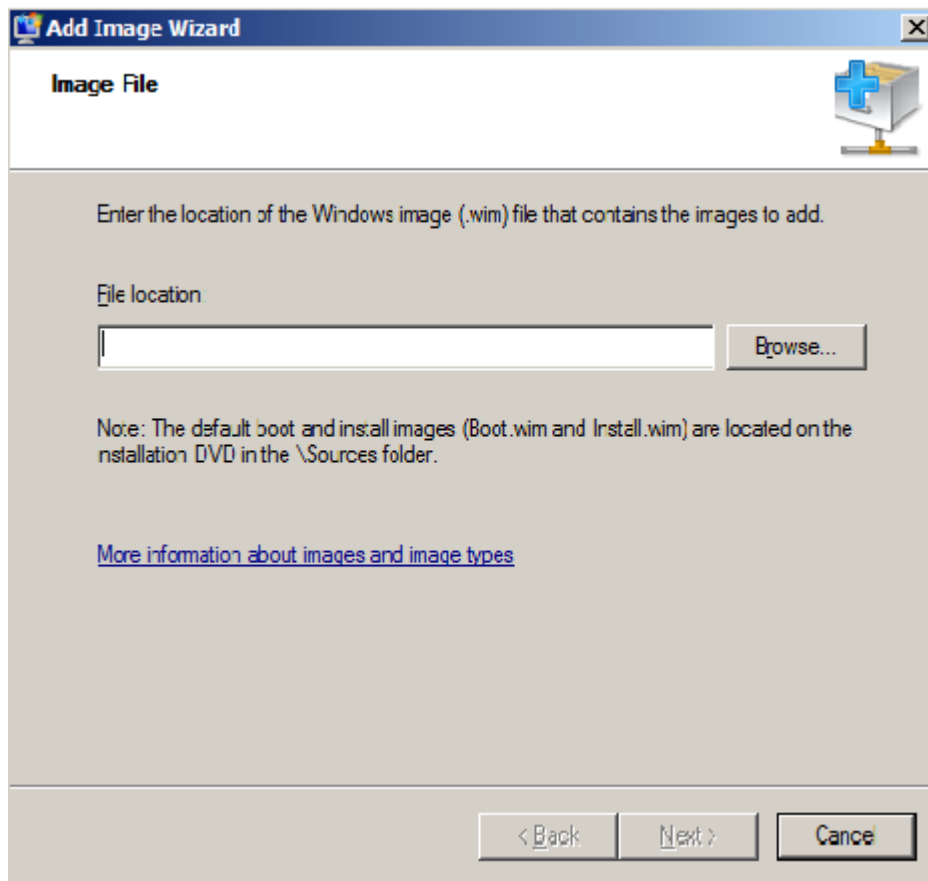 Add Image Wizard
Image File
Enter the location of the Windows image (.wim) file that contains the images to add.
File location:
Browse...
Note: The default boot and install images (Boot.wim and Install.wim) are located on the
nstallation DVD in the \Sources folder.
More information about images and image types
< Back
Next >
Cancel